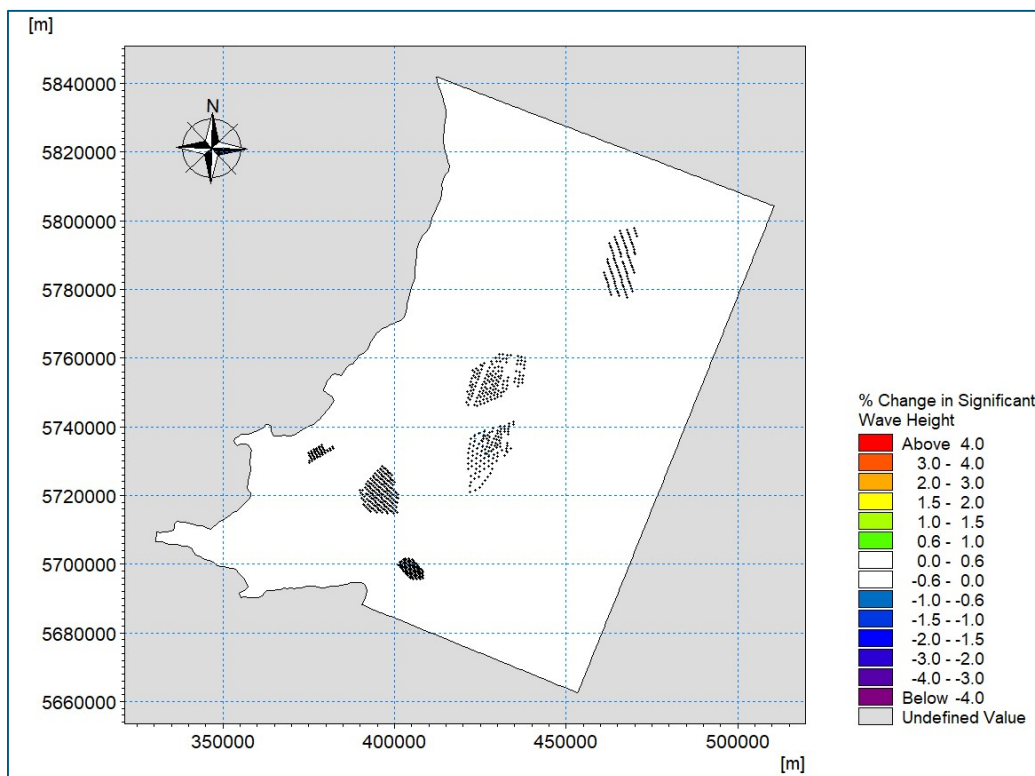 [m]
5840000
N
5820000
5800000
5780000
5760000
5740000
5720000
5700000
5680000
5660000
350000 400000 450000 500000
[m]
% Change in Significant
Wave Height
Above 4.0
3.0 - 4.0
2.0 - 3.0
1.5 - 2.0
1.0 - 1.5
0.6 - 1.0
0.0 - 0.6
-0.6 - 0.0
-1.0 - -0.6
-1.5 - -1.0
-2.0 - -1.5
-3.0 - -2.0
-4.0 - -3.0
Below -4.0
Undefined Value